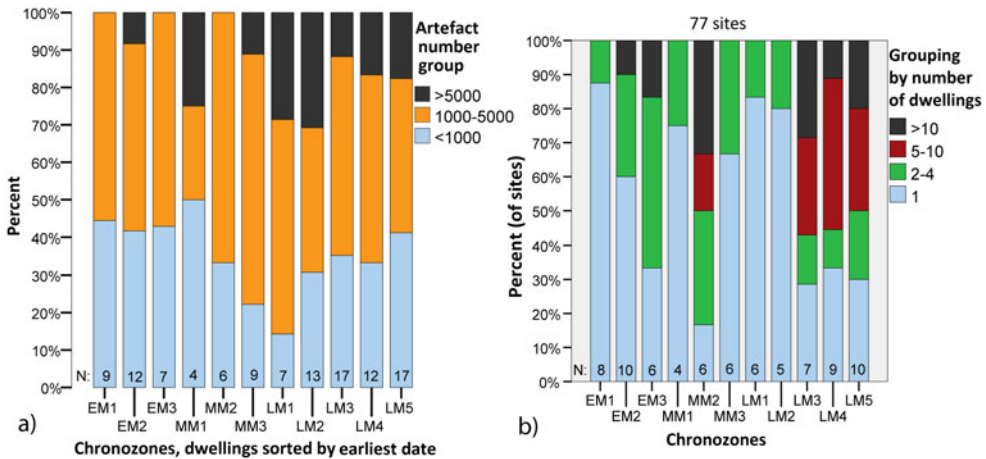 100%
90%
80%
70%
60%
50%
40%
30%
20%
10%
0%
Percent
Artefact
number
group
>5000
1000-5000
<1000
N: 9 12 7 4 6 9 7 13 17 12 17
EM1 EM3 MM2 LM1 LM3 LM5
EM2 MM1 MM3 LM2 LM4
a)
Chronozones, dwellings sorted by earliest date
77 sites
100%
90%
80%
70%
60%
50%
40%
30%
20%
10%
0%
Percent (of sites)
Grouping
by number
of dwellings
>10
5-10
2-4
1
N: 8 10 6 4 6 6 6 5 7 9 10
EM1 EM3 MM2 LM1 LM3 LM5
EM2 MM1 MM3 LM2 LM4
b)
Chronozones